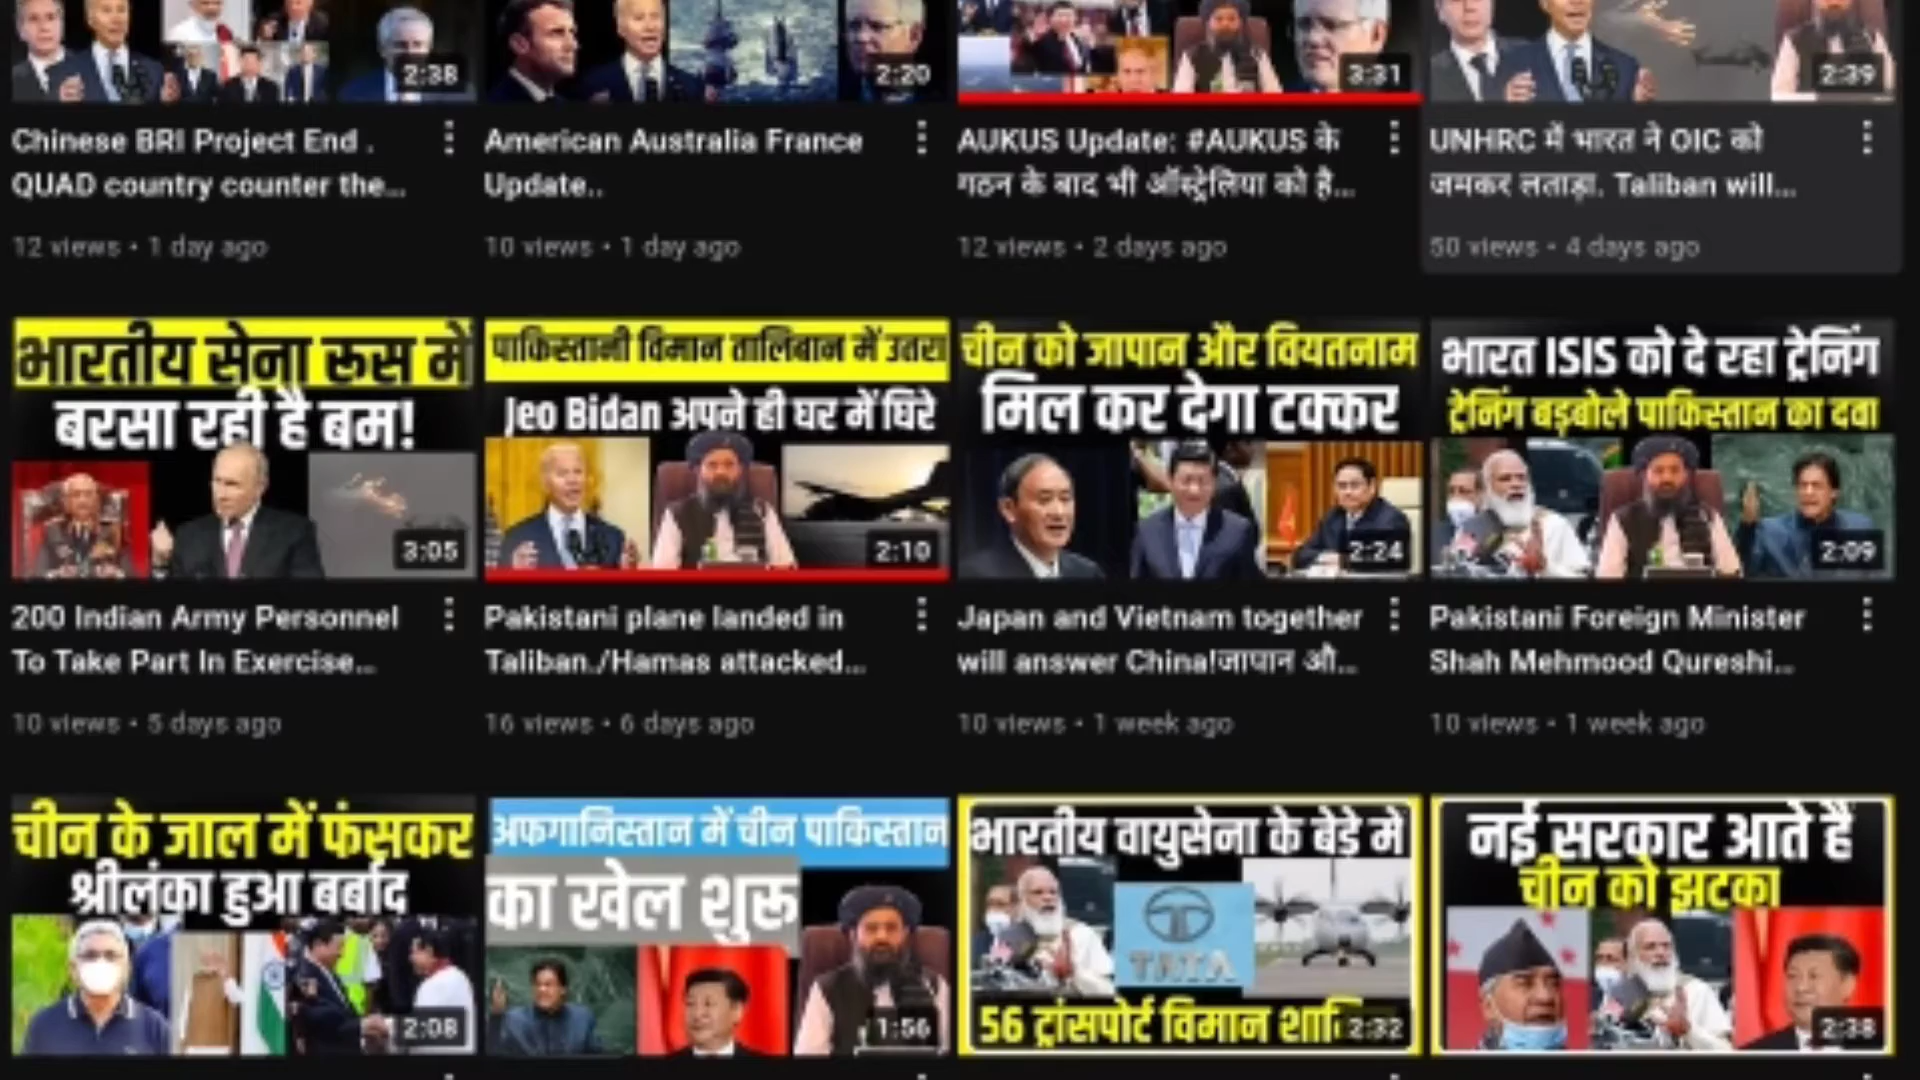 2:38
2:20
3:31
2:39
Chinese BRI Project End .
QUAD country counter the...
12 views • 1 day ago
American Australia France
Update..
10 views • 1 day ago
AUKUS Update: #AUKUS के
गठन के बाद भी ऑस्ट्रेलिया को है...
12 views • 2 days ago
UNHRC में भारत ने OIC को
जमकर लताड़ा. Taliban will...
50 views • 4 days ago
भारतीय सेना रूस में
बरसा रही है बम!
3:05
पाकिस्तानी विमान तालिबान में उतरा
Jeo Bidan अपने ही घर में घिरे
2:10
चीन को जापान और वियतनाम
मिल कर देगा टक्कर
2:24
भारत ISIS को दे रहा ट्रेनिंग
ट्रेनिंग बड़बोले पाकिस्तान का दवा
2:09
200 Indian Army Personnel
To Take Part In Exercise...
10 views • 5 days ago
Pakistani plane landed in
Taliban./Hamas attacked...
16 views • 6 days ago
Japan and Vietnam together
will answer China!जापान औ...
10 views • 1 week ago
Pakistani Foreign Minister
Shah Mehmood Qureshi...
10 views • 1 week ago
चीन के जाल में फंसकर
श्रीलंका हुआ बर्बाद
2:08
अफगानिस्तान में चीन पाकिस्तान
का खेल शुरू
1:56
भारतीय वायुसेना के बेड़े मे
TATA
56 ट्रांसपोर्ट विमान
2:32
नई सरकार आते है
चीन को झटका
2:38